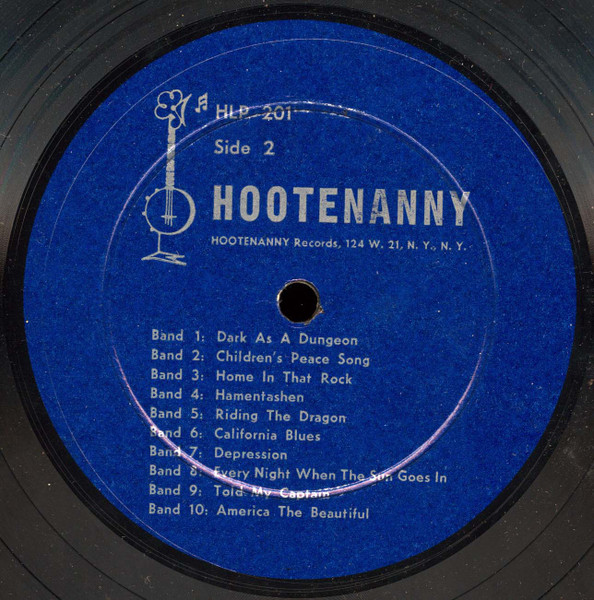 HLP 201
Side 2
HOOTENANNY
HOOTENANNY Records, 124 W. 21, N. Y., N. Y.
Band 1: Dark As A Dungeon
Band 2: Children's Peace Song
Band 3: Home In That Rock
Band 4: Hamentashen
Band 5: Riding The Dragon
Band 6: California Blues
Band 7: Depression
Band 8: Every Night When The Sun Goes In
Band 9: Told My Captain
Band 10: America The Beautiful